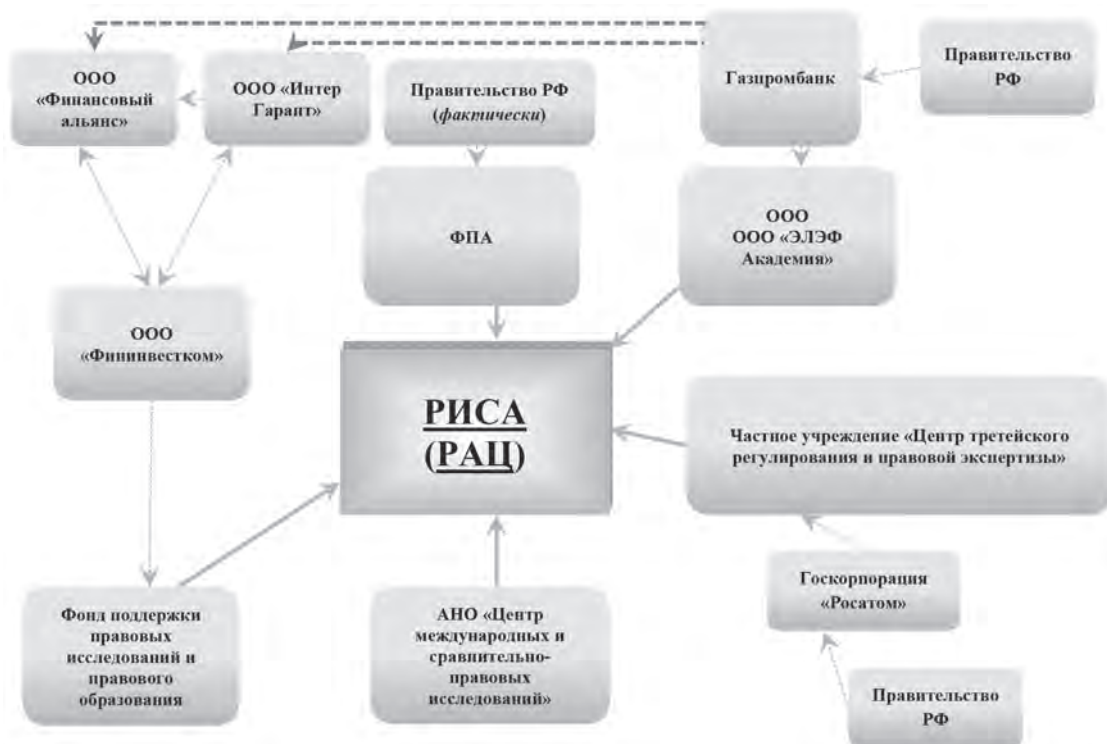 ООО
«Финансовый
альянс»
ООО «Интер
Гарант»
Правительство РФ
(фактически)
Газпромбанк
Правительство
РФ
ФПА
ООО
ООО «ЭЛЭФ
Академия»
ООО
«Фининвестком»
РИСА
(РАЦ)
Частное учреждение «Центр третейского
регулирования и правовой экспертизы»
Госкорпорация
«Росатом»
Фонд поддержки
правовых
исследований и
правового
образования
АНО «Центр
международных и
сравнительно-
правовых
исследований»
Правительство
РФ